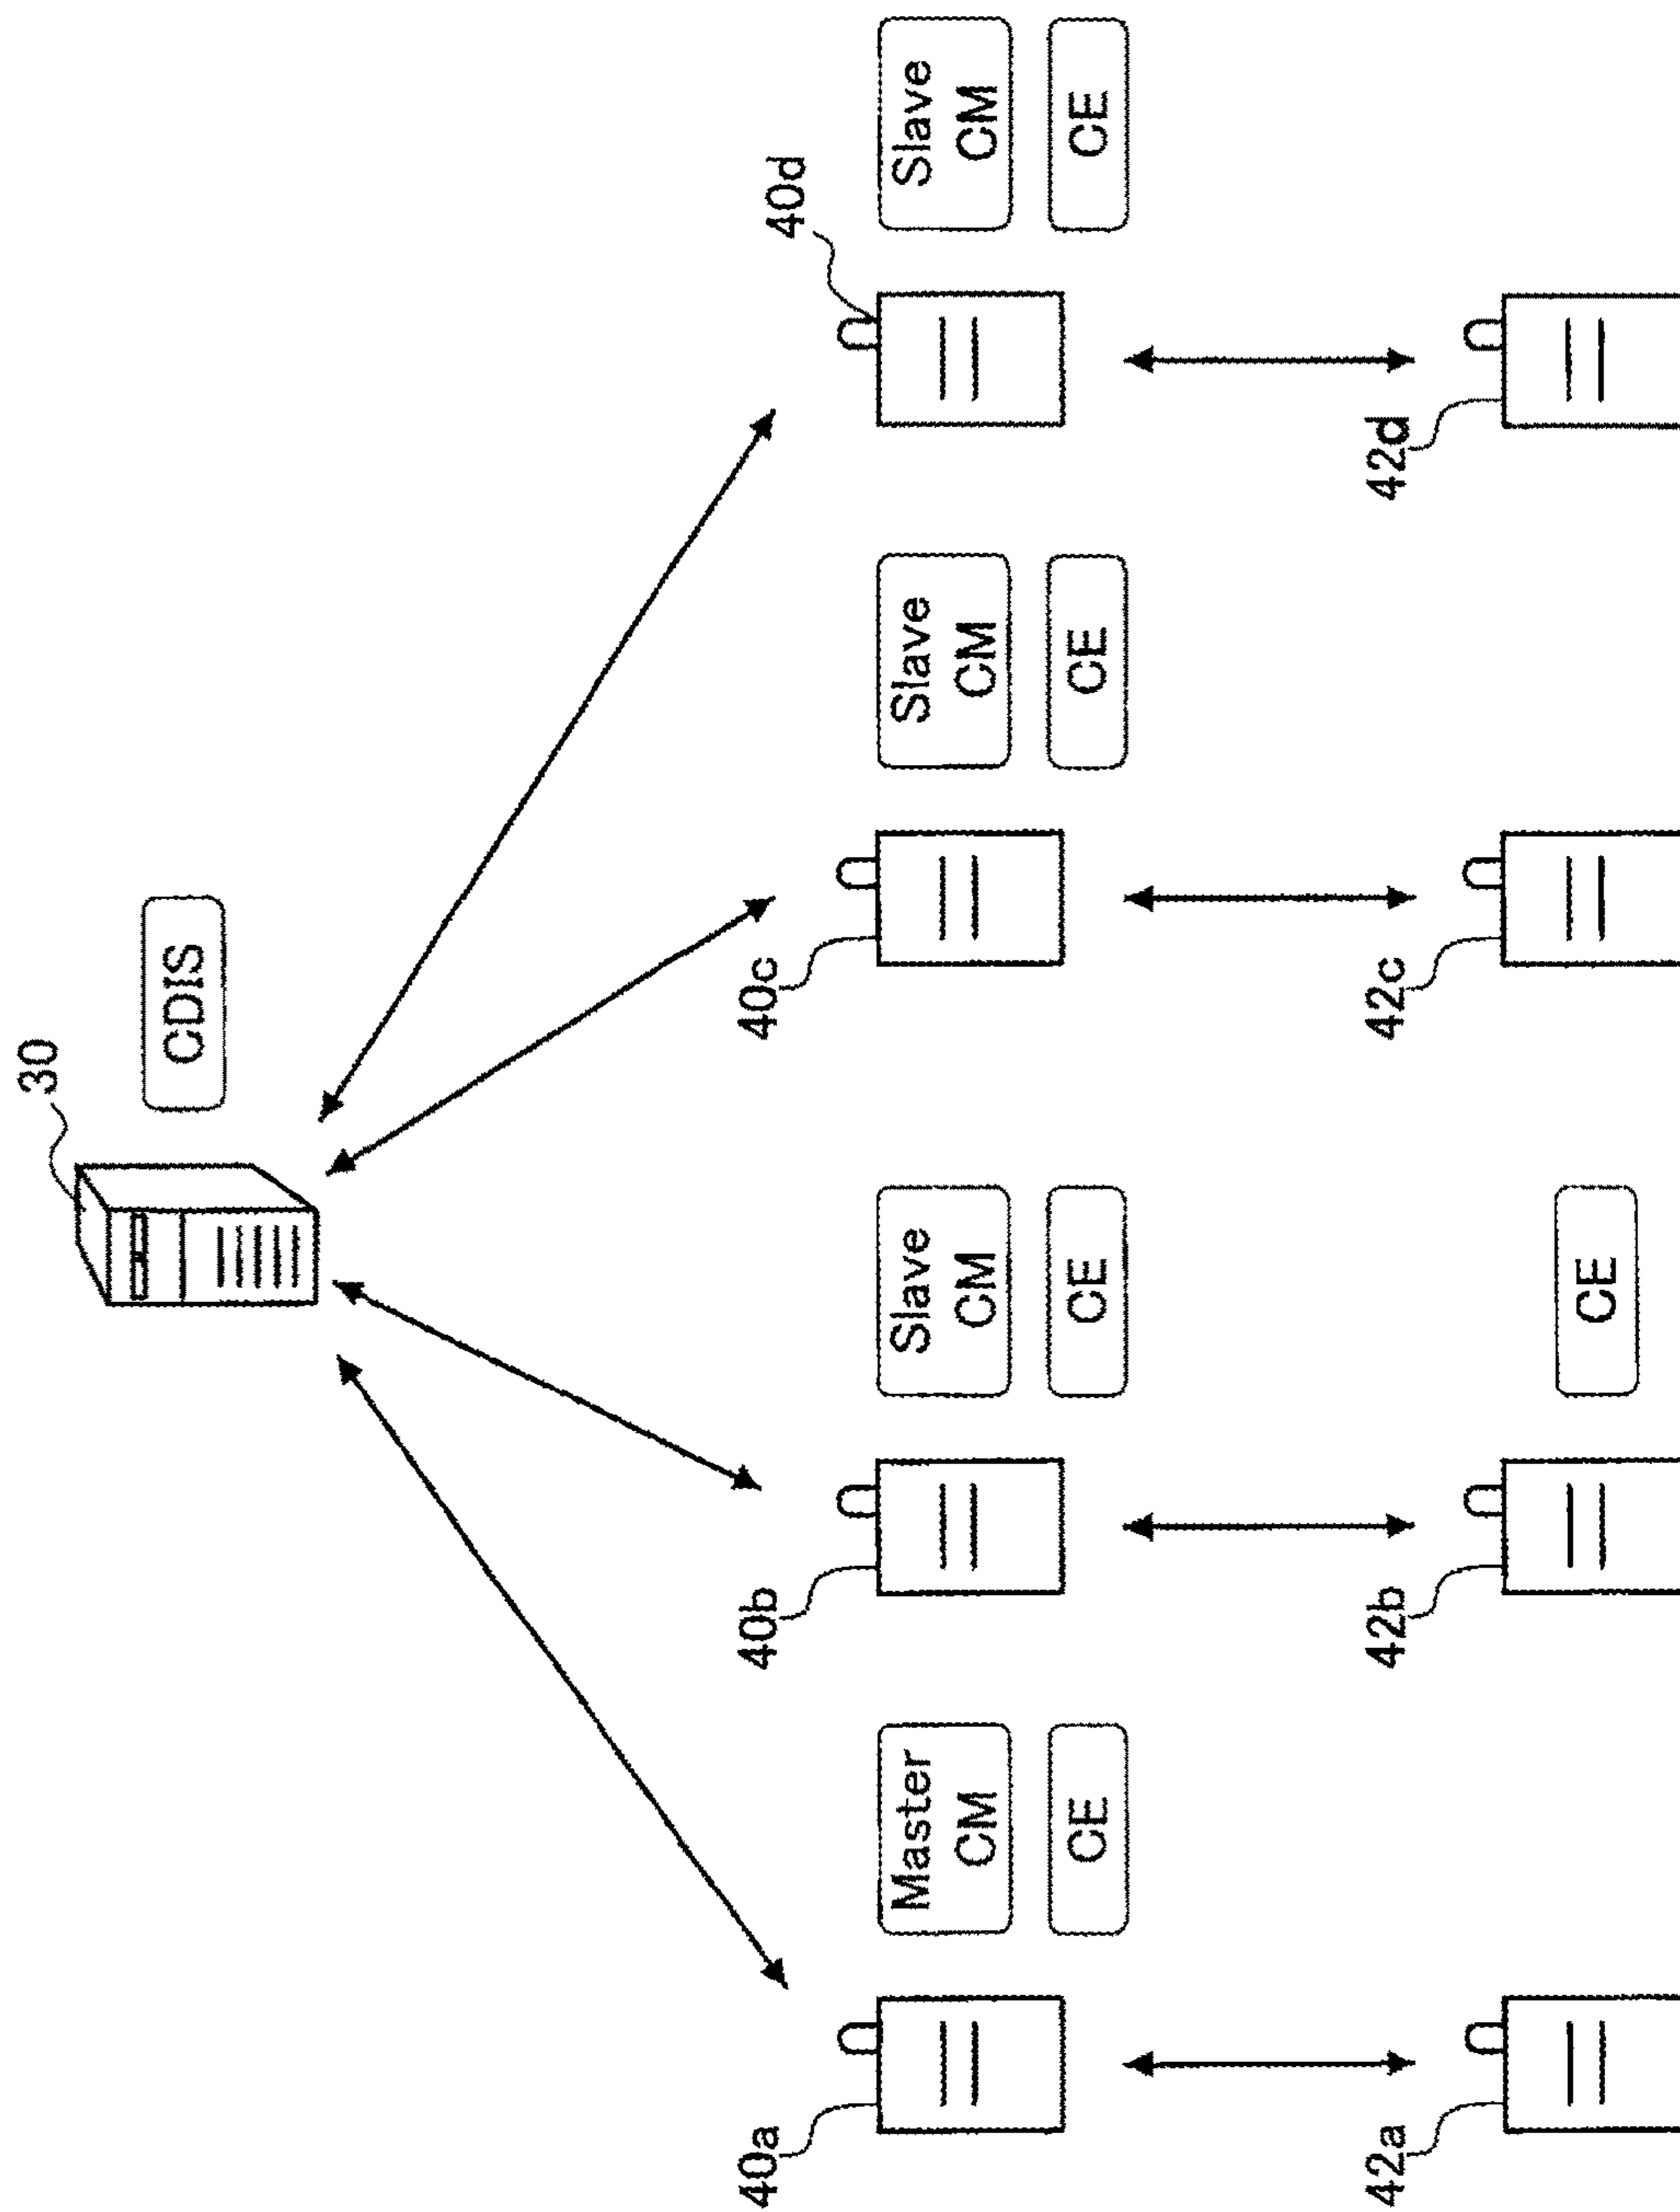 30
CDIS
40a
Master
CM
CE
40b
Slave
CM
CE
40c
Slave
CM
CE
40d
Slave
CM
CE
42a
42b
CE
42c
42d